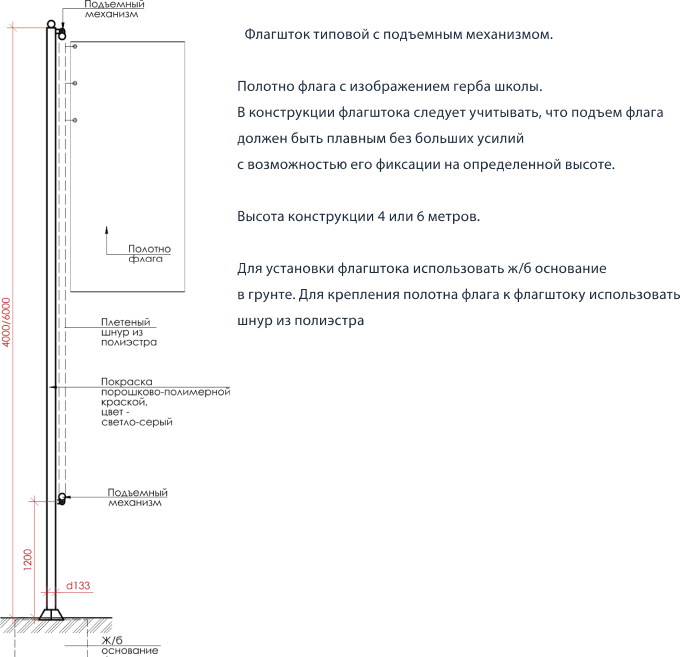 Подъемный
механизм
Флагшток типовой с подъемным механизмом.
Полотно флага с изображением герба школы.
В конструкции флагштока следует учитывать, что подъем флага
должен быть плавным без больших усилий
с возможностью его фиксации на определенной высоте.
Высота конструкции 4 или 6 метров.
Для установки флагштока использовать ж/б основание
в грунте. Для крепления полотна флага к флагштоку использовать
шнур из полиэстра
Полотно
флага
4000/6000
Плетеный
шнур из
полиэстра
Покраска
порошково-полимерной
краской,
цвет -
светло-серый
Подъемный
механизм
1200
d133
Ж/б
основание